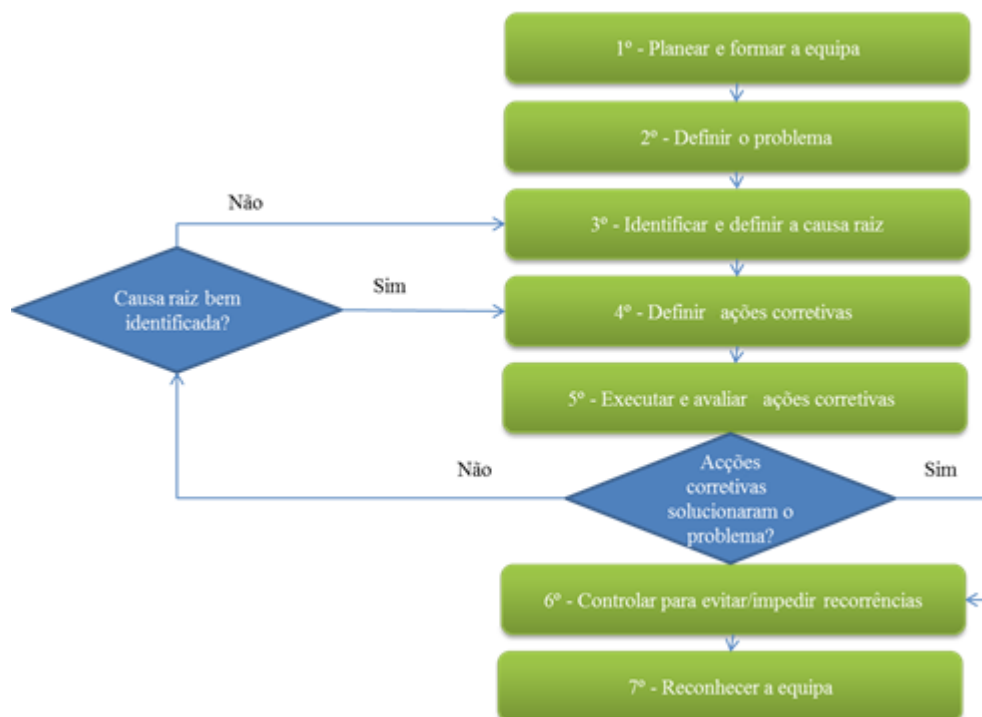 1º - Planear e formar a equipa
2º - Definir o problema
Não
3º - Identificar e definir a causa raiz
Causa raiz bem
identificada?
Sim
4º - Definir ações corretivas
5º - Executar e avaliar ações corretivas
Não
Acções
corretivas
solucionaram o
problema?
Sim
6º - Controlar para evitar/impedir recorrências
7º - Reconhecer a equipa